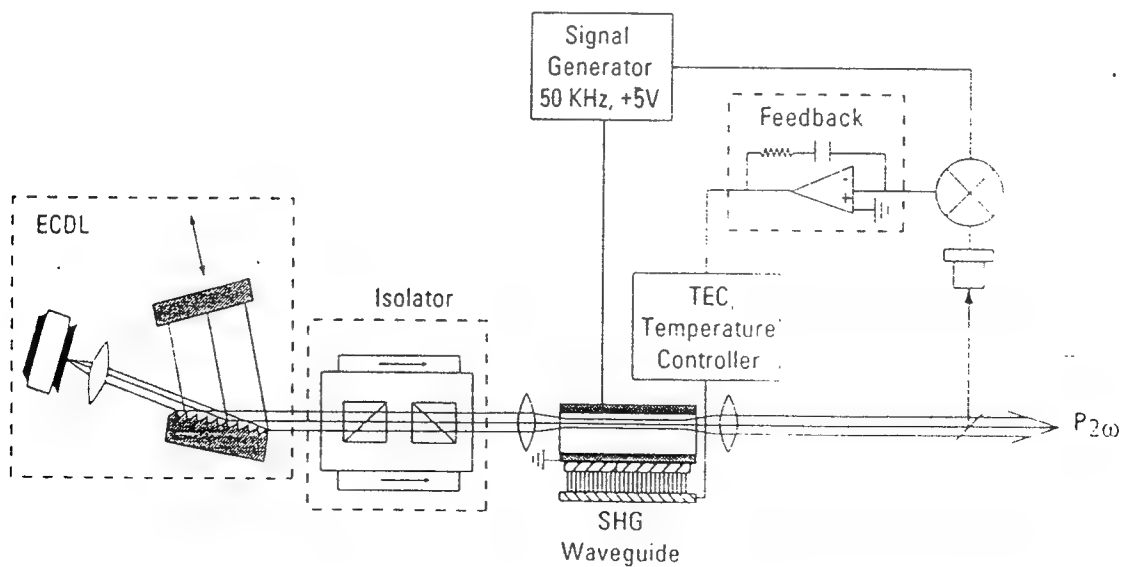 Signal
Generator
50 KHz, +5V
Feedback
ECDL
Isolator
TEC,
Temperature
Controller
P2ω
SHG
Waveguide